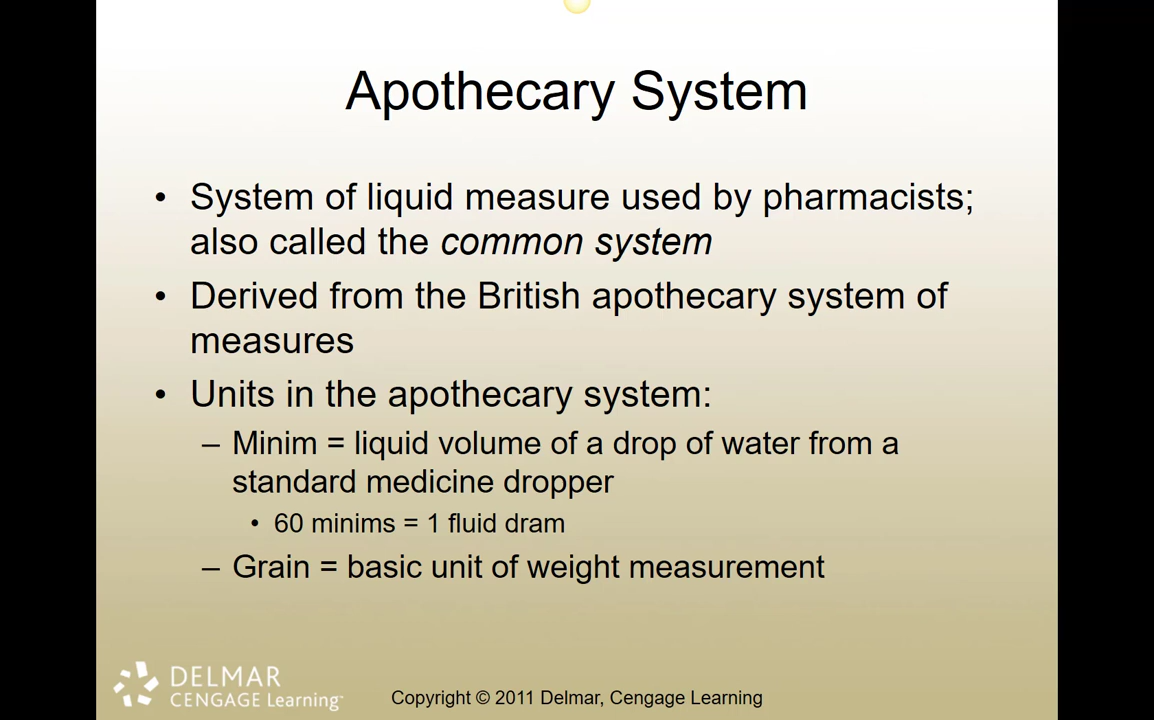 Apothecary System
• System of liquid measure used by pharmacists;
also called the common system
• Derived from the British apothecary system of
measures
• Units in the apothecary system:
– Minim = liquid volume of a drop of water from a
standard medicine dropper
• 60 minims = 1 fluid dram
– Grain = basic unit of weight measurement
DELMAR
CENGAGE Learning™
Copyright © 2011 Delmar, Cengage Learning